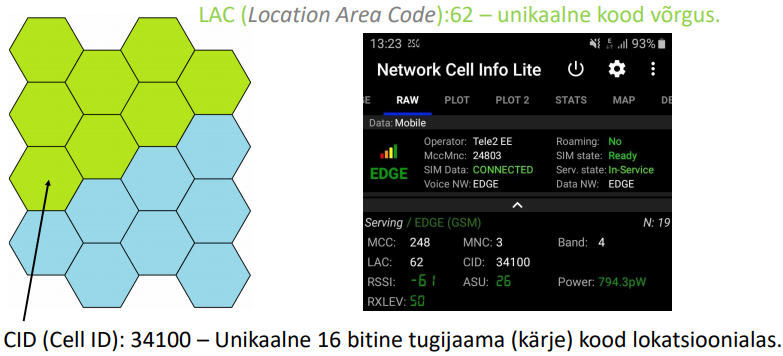 LAC (Location Area Code):62 – unikaalne kood võrgus.
13:23 2SG 93%
Network Cell Info Lite
GE RAW PLOT PLOT 2 STATS MAP DE
Data: Mobile
Operator: Tele2 EE Roaming: No
MccMnc: 24803 SIM state: Ready
SIM Data: CONNECTED Serv. state: In-Service
EDGE Voice NW: EDGE Data NW: EDGE
Serving / EDGE (GSM) N: 19
MCC: 248 MNC: 3 Band: 4
LAC: 62 CID: 34100
RSSI: -61 ASU: 26 Power: 794.3pW
RXLEV: 50
CID (Cell ID): 34100 – Unikaalne 16 bitine tugijaama (kärje) kood lokatsioonialas.